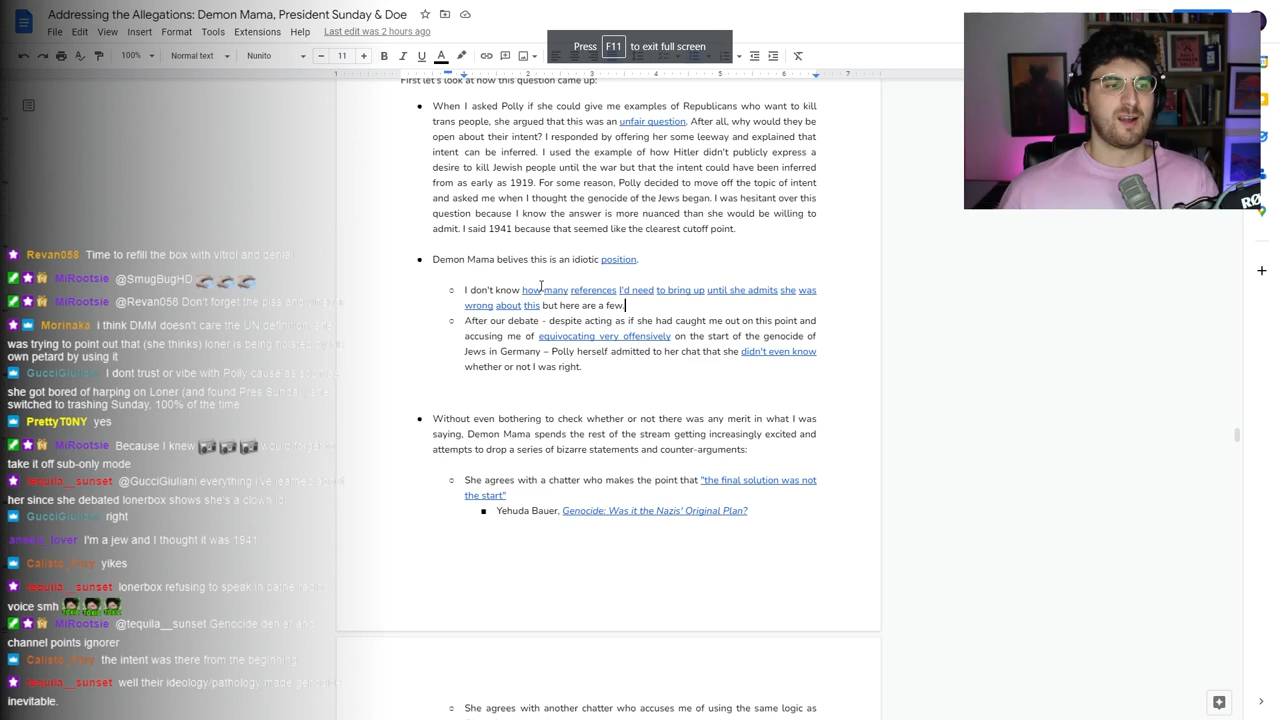 Addressing the Allegations: Demon Mama, President Sunday & Doe
File Edit View Insert Format Tools Extensions Help Last edit was 2 hours ago
100% Normal text Nunito 11
Press F11 to exit full screen
1 1 2 3 4 5 6 7
First let's look at how this question came up:
When I asked Polly if she could give me examples of Republicans who want to kill
trans people, she argued that this was an unfair question. After all, why would they be
open about their intent? I responded by offering her some leeway and explained that
intent can be inferred. I used the example of how Hitler didn't publicly express a
desire to kill Jewish people until the war but that the intent could have been inferred
from as early as 1919. For some reason, Polly decided to move off the topic of intent
and asked me when I thought the genocide of the Jews began. I was hesitant over this
question because I know the answer is more nuanced than she would be willing to
admit. I said 1941 because that seemed like the clearest cutoff point.
Demon Mama belives this is an idiotic position.
I don't know how many references I'd need to bring up until she admits she was
wrong about this but here are a few.
After our debate - despite acting as if she had caught me out on this point and
accusing me of equivocating very offensively on the start of the genocide of
Jews in Germany – Polly herself admitted to her chat that she didn't even know
whether or not I was right.
Without even bothering to check whether or not there was any merit in what I was
saying, Demon Mama spends the rest of the stream getting increasingly excited and
attempts to drop a series of bizarre statements and counter-arguments:
She agrees with a chatter who makes the point that "the final solution was not
the start"
Yehuda Bauer, Genocide: Was it the Nazis' Original Plan?
She agrees with another chatter who accuses me of using the same logic as
Revan058 Time to refill the box with vitrol and denial
MiRootsie @SmugBugHD
MiRootsie @Revan058 Don't forget the piss and
Morinaka i think DMM doesn't care the UN definition,
was trying to point out that (she thinks) loner is being
own petard by using it
GucciGiuliani I dont trust or vibe with Polly cause as soon as
she got bored of harping on Loner (and found Pres Sunday, she
switched to trashing Sunday, 100% of the time
PrettyT0NY yes
MiRootsie Because I knew would
take it off sub-only mode
tequila__sunset @GucciGiuliani everything i've learned about
her since she debated lonerbox shows she's a clown
GucciGiuliani right
I'm a jew and I thought it was 1941
yikes
tequila__sunset lonerbox refusing to speak in pathe radio
voice smh
MiRootsie @tequila__sunset Genocide denier and
channel points ignorer
the intent was there from the beginning
tequila__sunset well their ideology/pathology made genocide
inevitable.